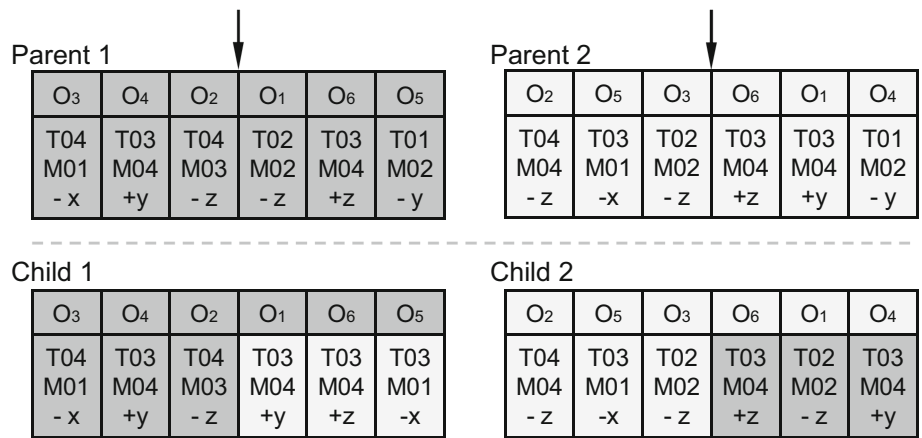 Parent 1
O3 O4 O2 O1 O6 O5
T04 T03 T04 T02 T03 T01
M01 M04 M03 M02 M04 M02
- x +y - z - z +z - y
Parent 2
O2 O5 O3 O6 O1 O4
T04 T03 T02 T03 T03 T01
M04 M01 M02 M04 M04 M02
- z -x - z +z +y - y
Child 1
O3 O4 O2 O1 O6 O5
T04 T03 T04 T03 T03 T03
M01 M04 M03 M04 M04 M01
- x +y - z +y +z -x
Child 2
O2 O5 O3 O6 O1 O4
T04 T03 T02 T03 T02 T03
M04 M01 M02 M04 M02 M04
- z -x - z +z - z +y